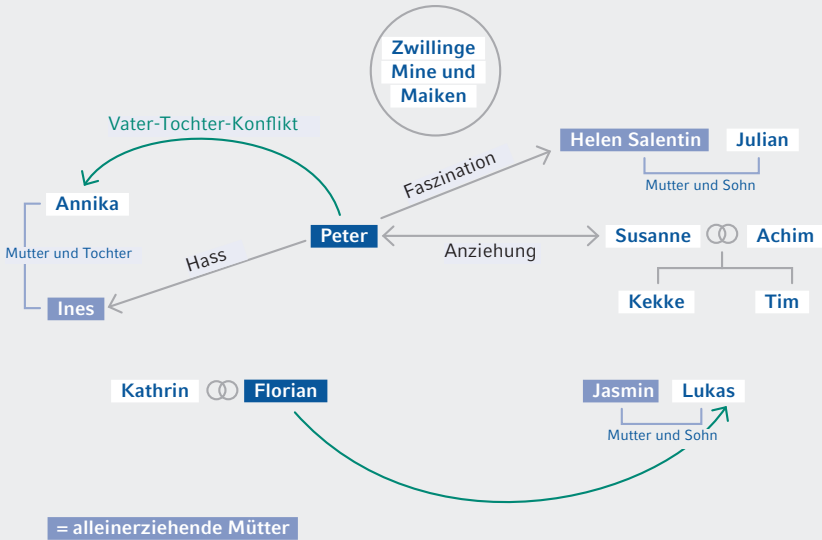 Zwillinge
Mine und
Maiken
Vater-Tochter-Konflikt
Helen Salentin
Julian
Faszination
Mutter und Sohn
Annika
Peter
Susanne
Achim
Anziehung
Mutter und Tochter
Hass
Ines
Kekke
Tim
Kathrin
Florian
Jasmin
Lukas
Mutter und Sohn
= alleinerziehende Mütter